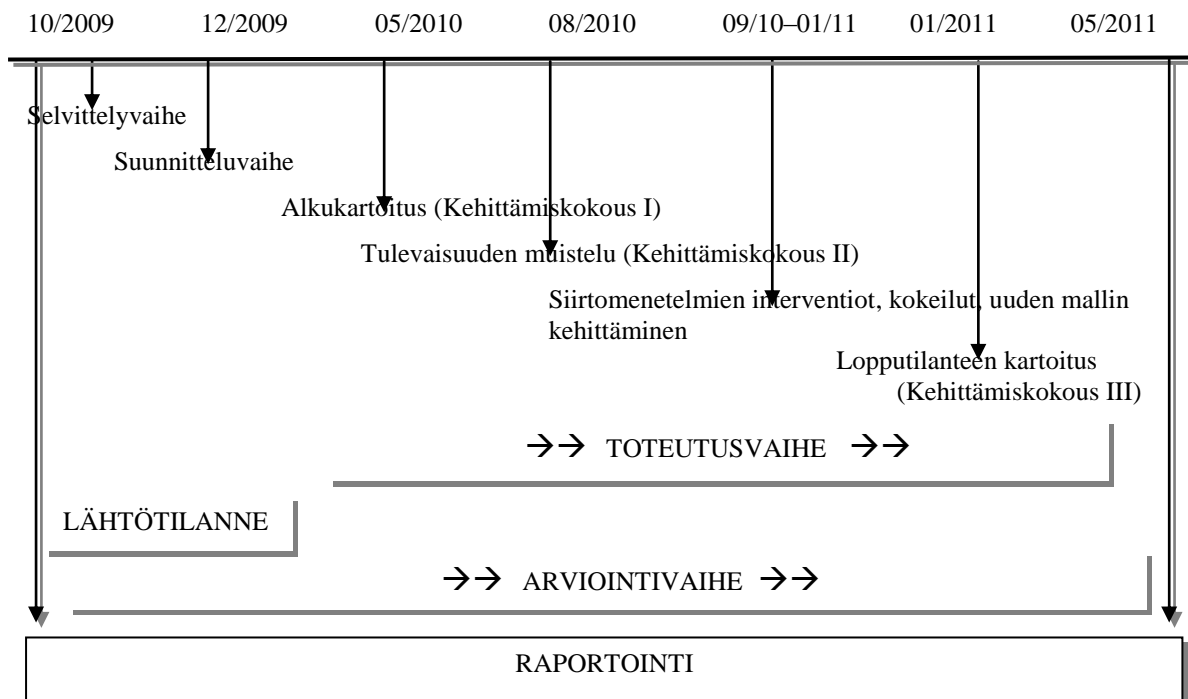 10/2009 12/2009 05/2010 08/2010 09/10–01/11 01/2011 05/2011
Selvittelyvaihe
Suunnitteluvaihe
Alkukartoitus (Kehittämiskokous I)
Tulevaisuuden muistelu (Kehittämiskokous II)
Siirtomenetelmien interventiot, kokeilut, uuden mallin
kehittäminen
Lopputilanteen kartoitus
(Kehittämiskokous III)
→→ TOTEUTUSVAIHE →→
LÄHTÖTILANNE
→→ ARVIOINTIVAIHE →→
RAPORTOINTI